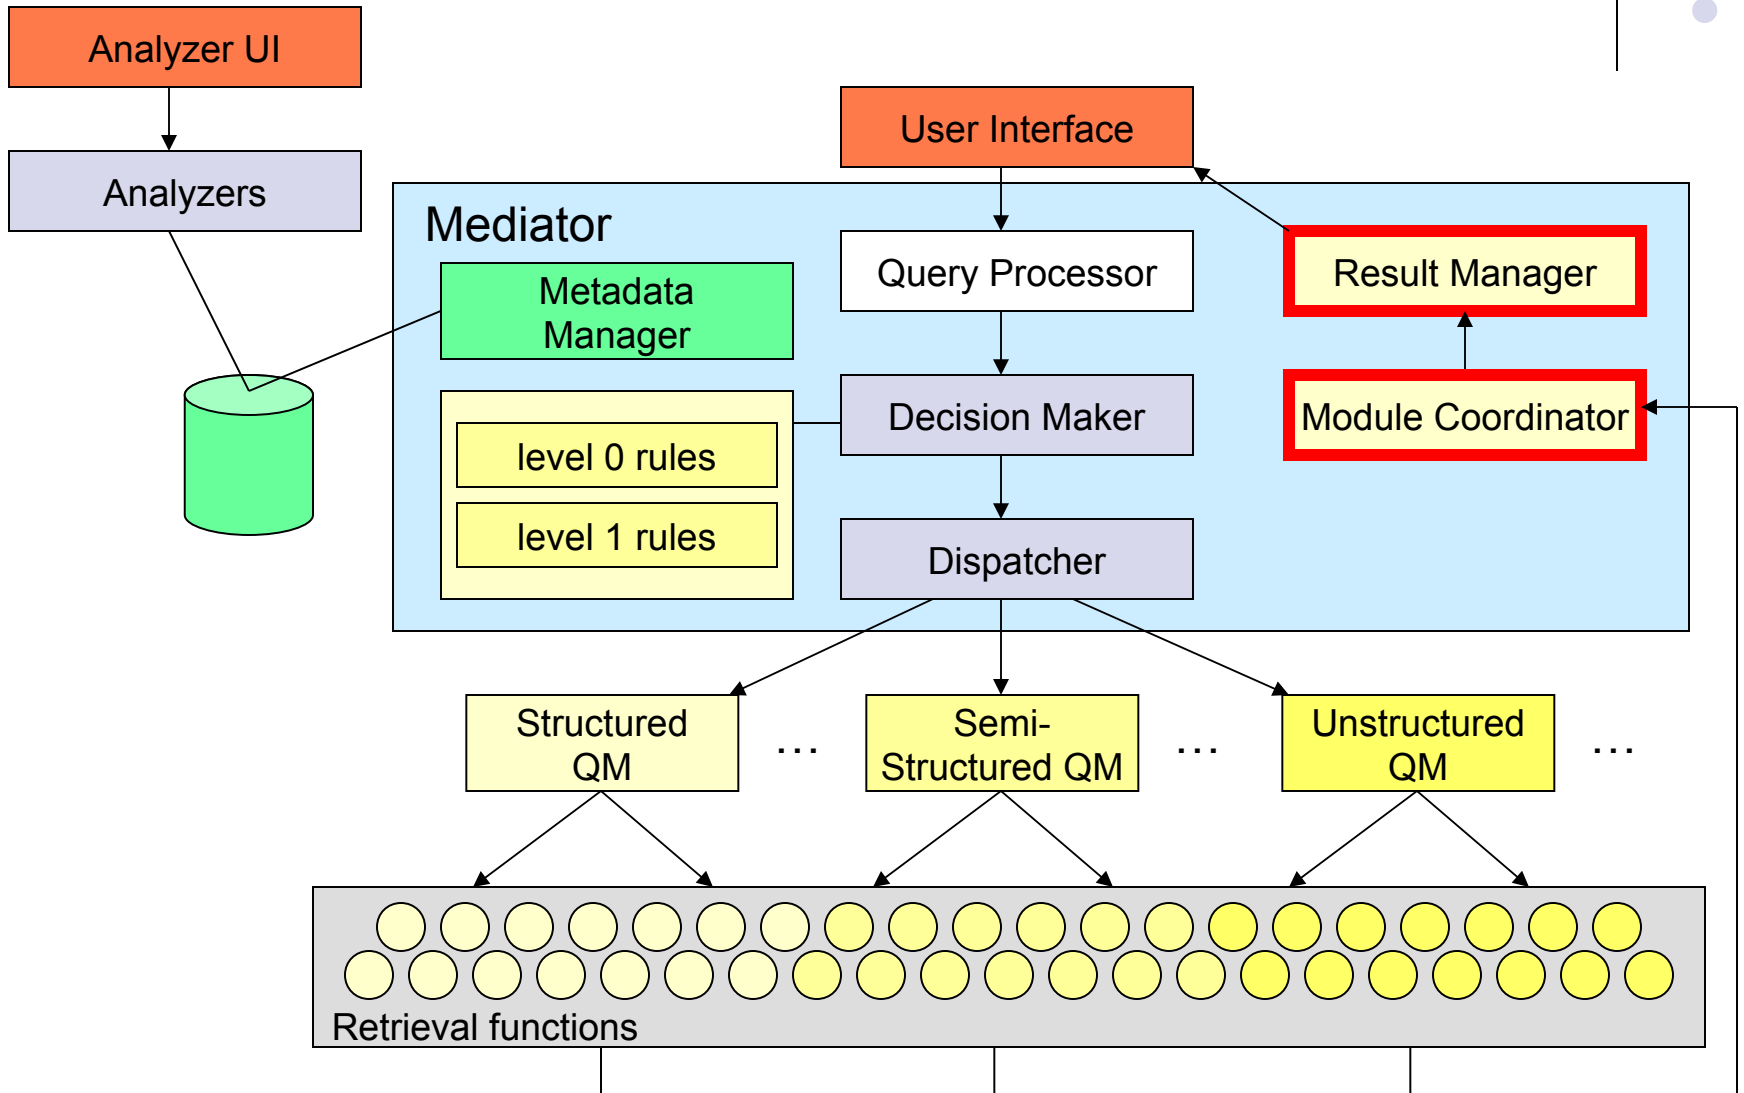 Analyzer UI
Analyzers
User Interface
Mediator
Metadata
Manager
Query Processor
Result Manager
level 0 rules
level 1 rules
Decision Maker
Module Coordinator
Dispatcher
Structured
QM
...
Semi-
Structured QM
...
Unstructured
QM
...
Retrieval functions